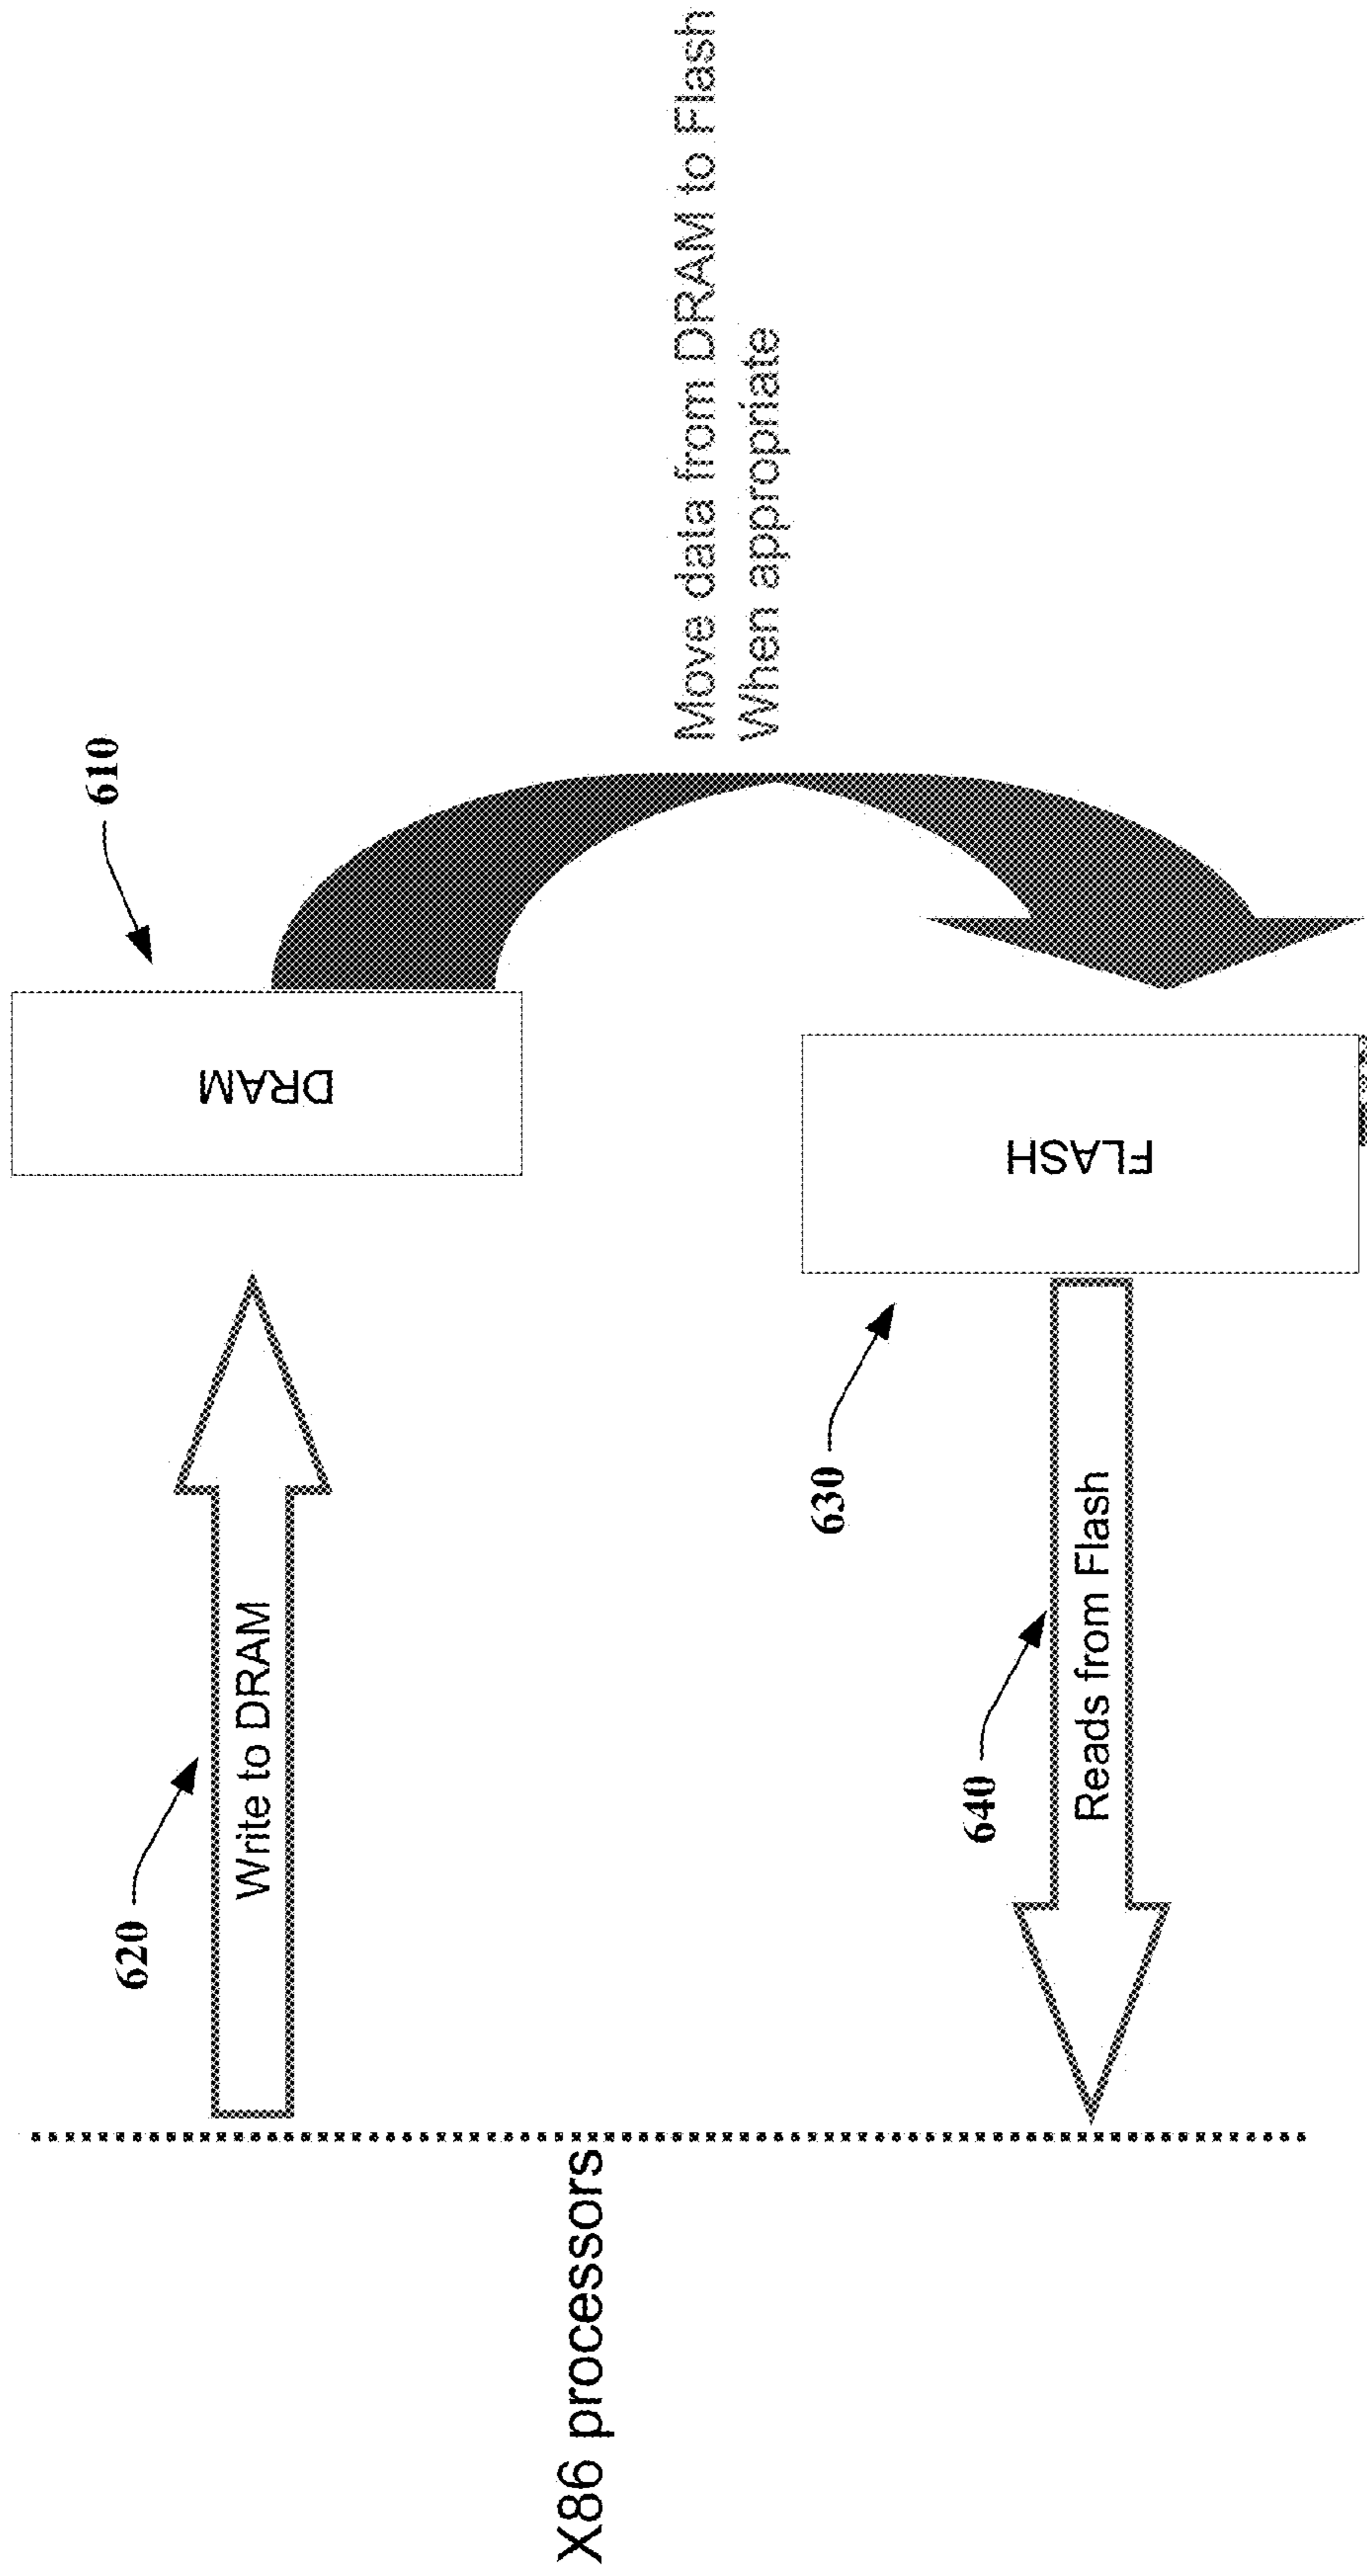 610
DRAM
620
Write to DRAM
X86 processors
Move data from DRAM to Flash
When appropriate
630
FLASH
640
Reads from Flash